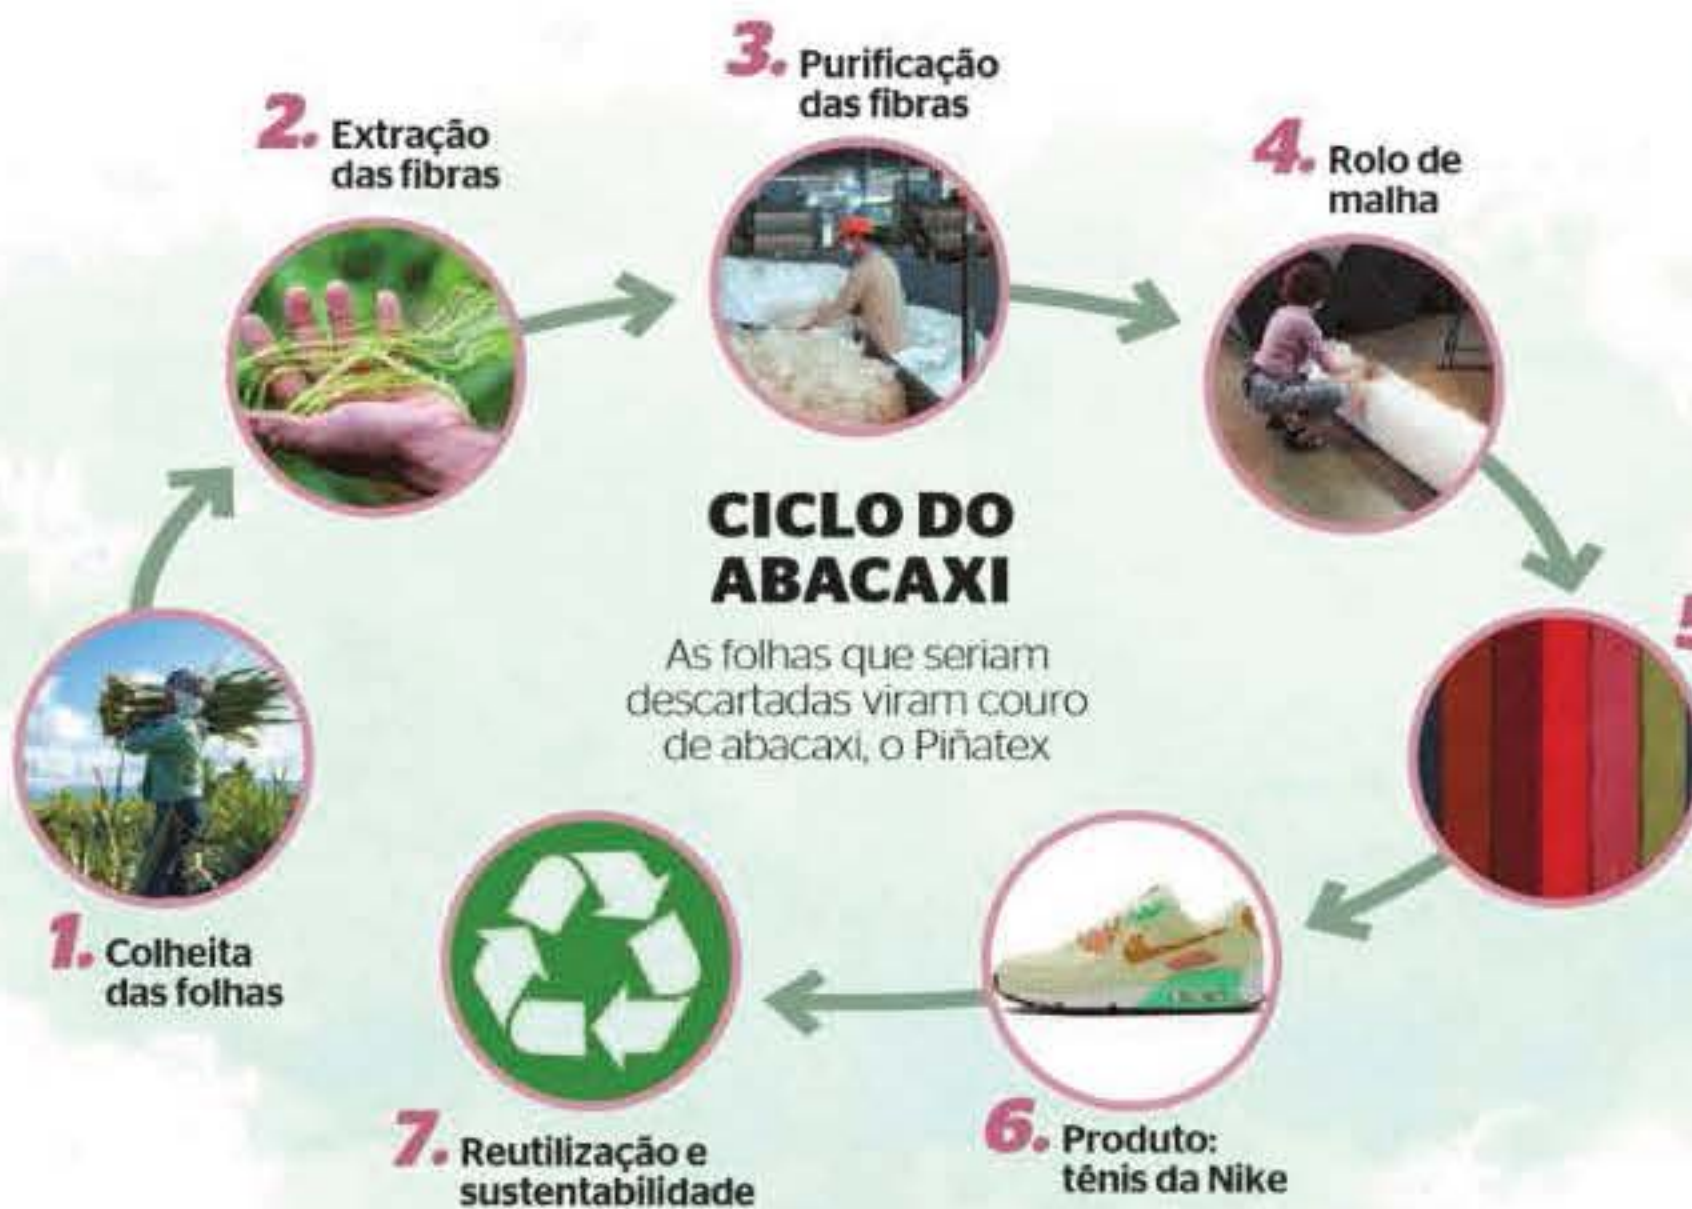 3. Purificação
das fibras
2. Extração
das fibras
4. Rolo de
malha
CICLO DO
ABACAXI
As folhas que seriam
descartadas viram couro
de abacaxi, o Piñatex
1. Colheita
das folhas
7. Reutilização e
sustentabilidade
6. Produto:
tênis da Nike